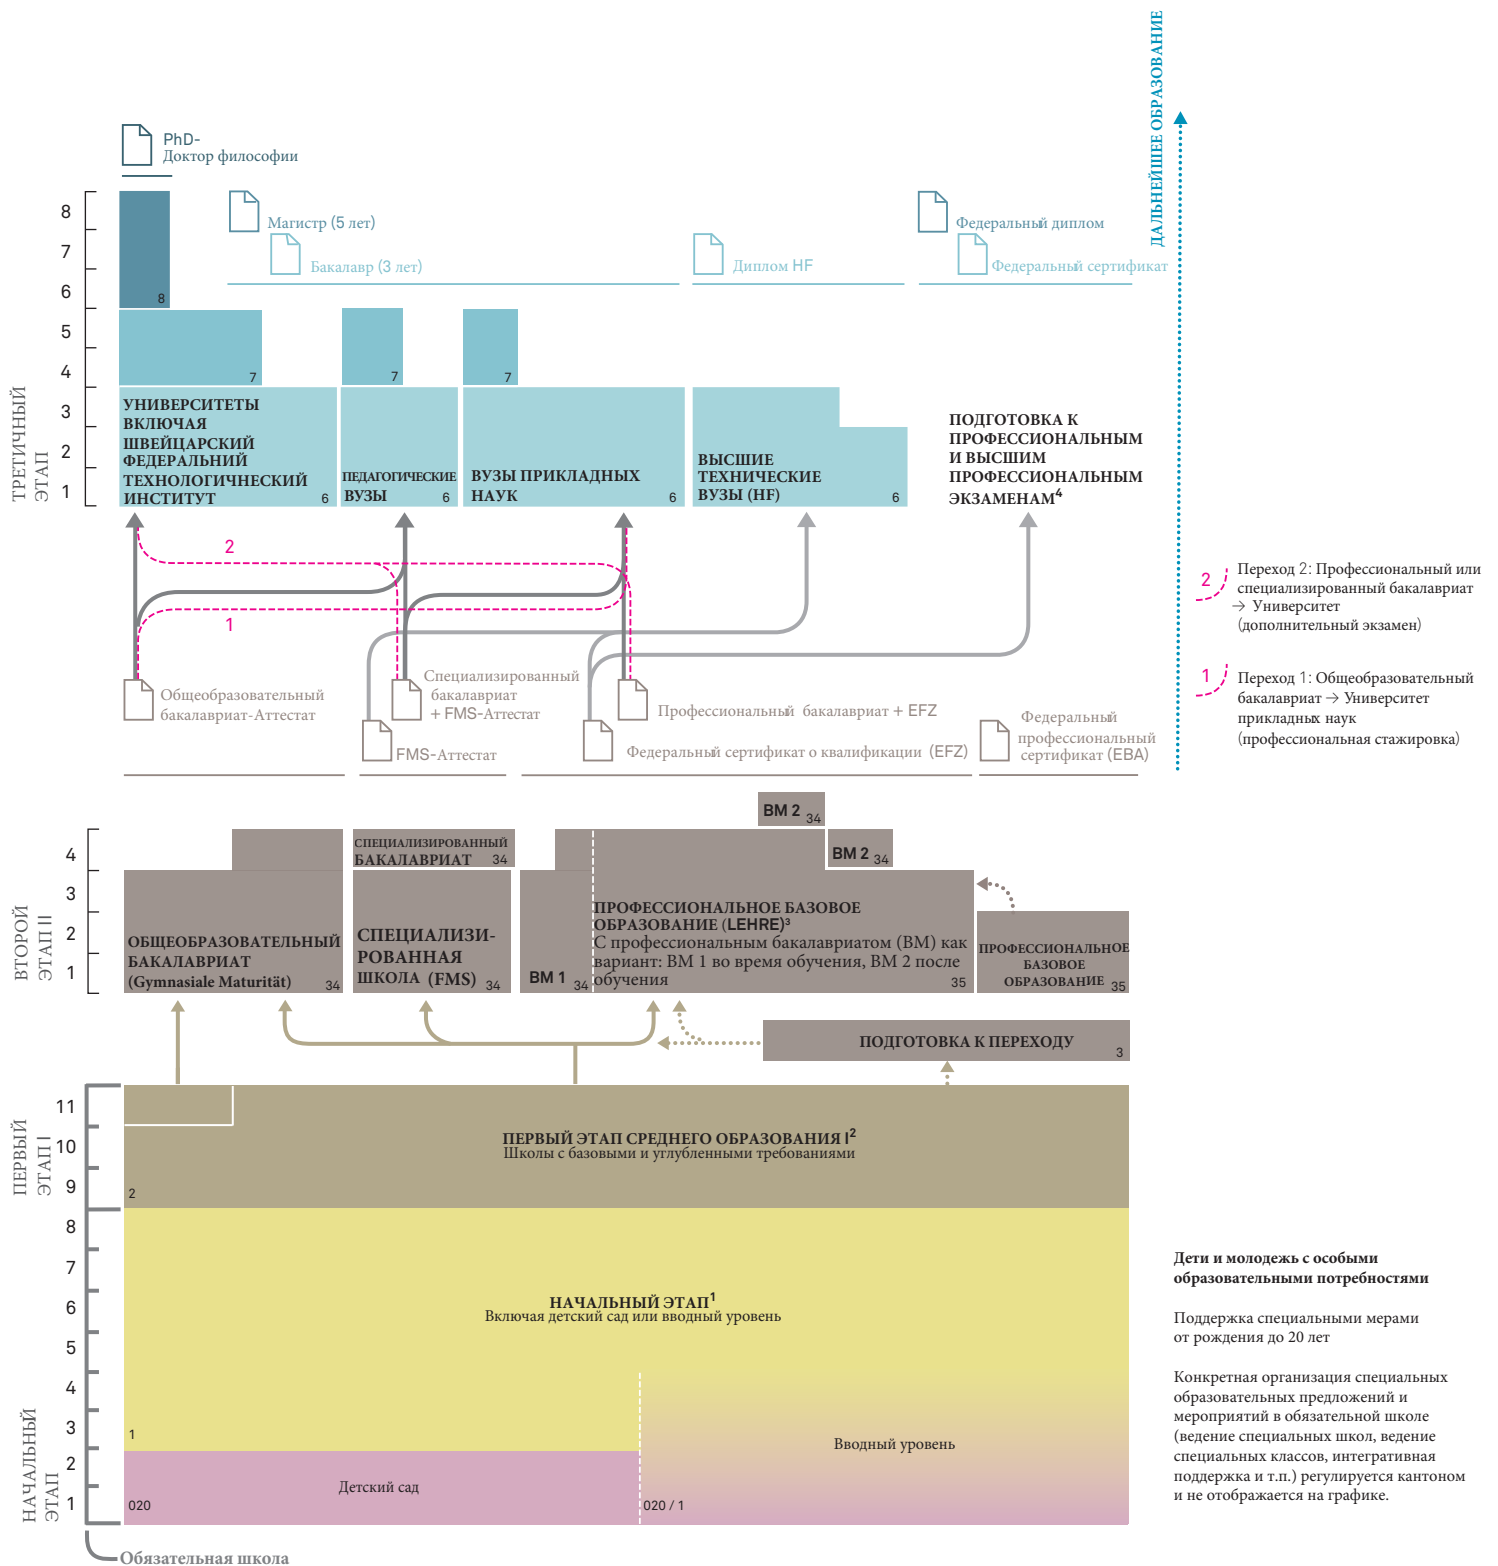 ДАЛЬНЕЙШЕЕ ОБРАЗОВАНИЕ
PhD-
Доктор философии
Магистр (5 лет)
Бакалавр (3 лет)
Диплом HF
Федеральный диплом
Федеральный сертификат
ТРЕТИЧНЫЙ
ЭТАП
8
7
6
5
4
3
2
1
8
7
7
7
УНИВЕРСИТЕТЫ
ВКЛЮЧАЯ
ШВЕЙЦАРСКИЙ
ФЕДЕРАЛНИЙ
ТЕХНОЛОГИЧНЕСКИЙ
ИНСТИТУТ
6
ПЕДАГОГИЧЕСКИЕ
ВУЗЫ
6
ВУЗЫ ПРИКЛАДНЫХ
НАУК
6
ВЫСШИЕ
ТЕХНИЧЕСКИЕ
ВУЗЫ (HF)
6
ПОДГОТОВКА К
ПРОФЕССИОНАЛЬНЫМ
И ВЫСШИМ
ПРОФЕССИОНАЛЬНЫМ
ЭКЗАМЕНАМ4
2
1
2
Переход 2: Профессиональный или
специализированный бакалавриат
→ Университет
(дополнительный экзамен)
1
Переход 1: Общеобразовательный
бакалавриат → Университет
прикладных наук
(профессиональная стажировка)
Общеобразовательный
бакалавриат-Аттестат
Специализированный
бакалавриат
+ FMS-Аттестат
FMS-Аттестат
Профессиональный бакалавриат + EFZ
Федеральный сертификат о квалификации (EFZ)
Федеральный
профессиональный
сертификат (EBA)
ВТОРОЙ
ЭТАП II
4
3
2
1
ОБЩЕОБРАЗОВАТЕЛЬНЫЙ
БАКАЛАВРИАТ
(Gymnasiale Maturität)
34
СПЕЦИАЛИЗИРОВАННЫЙ
БАКАЛАВРИАТ
34
СПЕЦИАЛИЗИ-
РОВАННАЯ
ШКОЛА (FMS)
34
BM 1
34
BM 2
34
BM 2
34
ПРОФЕССИОНАЛЬНОЕ БАЗОВОЕ
ОБРАЗОВАНИЕ (LEHRE)3
С профессиональным бакалавриатом (BM) как
вариант: BM 1 во время обучения, BM 2 после
обучения
35
ПРОФЕССИОНАЛЬНОЕ
БАЗОВОЕ
ОБРАЗОВАНИЕ
35
ПОДГОТОВКА К ПЕРЕХОДУ
3
ПЕРВЫЙ
ЭТАП I
11
10
9
ПЕРВЫЙ ЭТАП СРЕДНЕГО ОБРАЗОВАНИЯ I2
Школы с базовыми и углубленными требованиями
2
НАЧАЛЬНЫЙ
ЭТАП
8
7
6
5
4
3
2
1
НАЧАЛЬНЫЙ ЭТАП1
Включая детский сад или вводный уровень
1
Детский сад
020
Вводный уровень
020 / 1
Обязательная школа
Дети и молодежь с особыми
образовательными потребностями
Поддержка специальными мерами
от рождения до 20 лет
Конкретная организация специальных
образовательных предложений и
мероприятий в обязательной школе
(ведение специальных школ, ведение
специальных классов, интегративная
поддержка и т.п.) регулируется кантоном
и не отображается на графике.